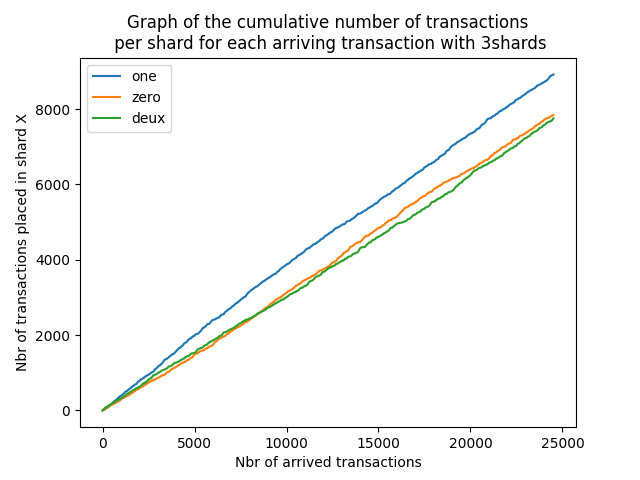 Graph of the cumulative number of transactions
per shard for each arriving transaction with 3shards
one
zero
deux
8000
6000
4000
2000
0
Nbr of transactions placed in shard X
0 5000 10000 15000 20000 25000
Nbr of arrived transactions